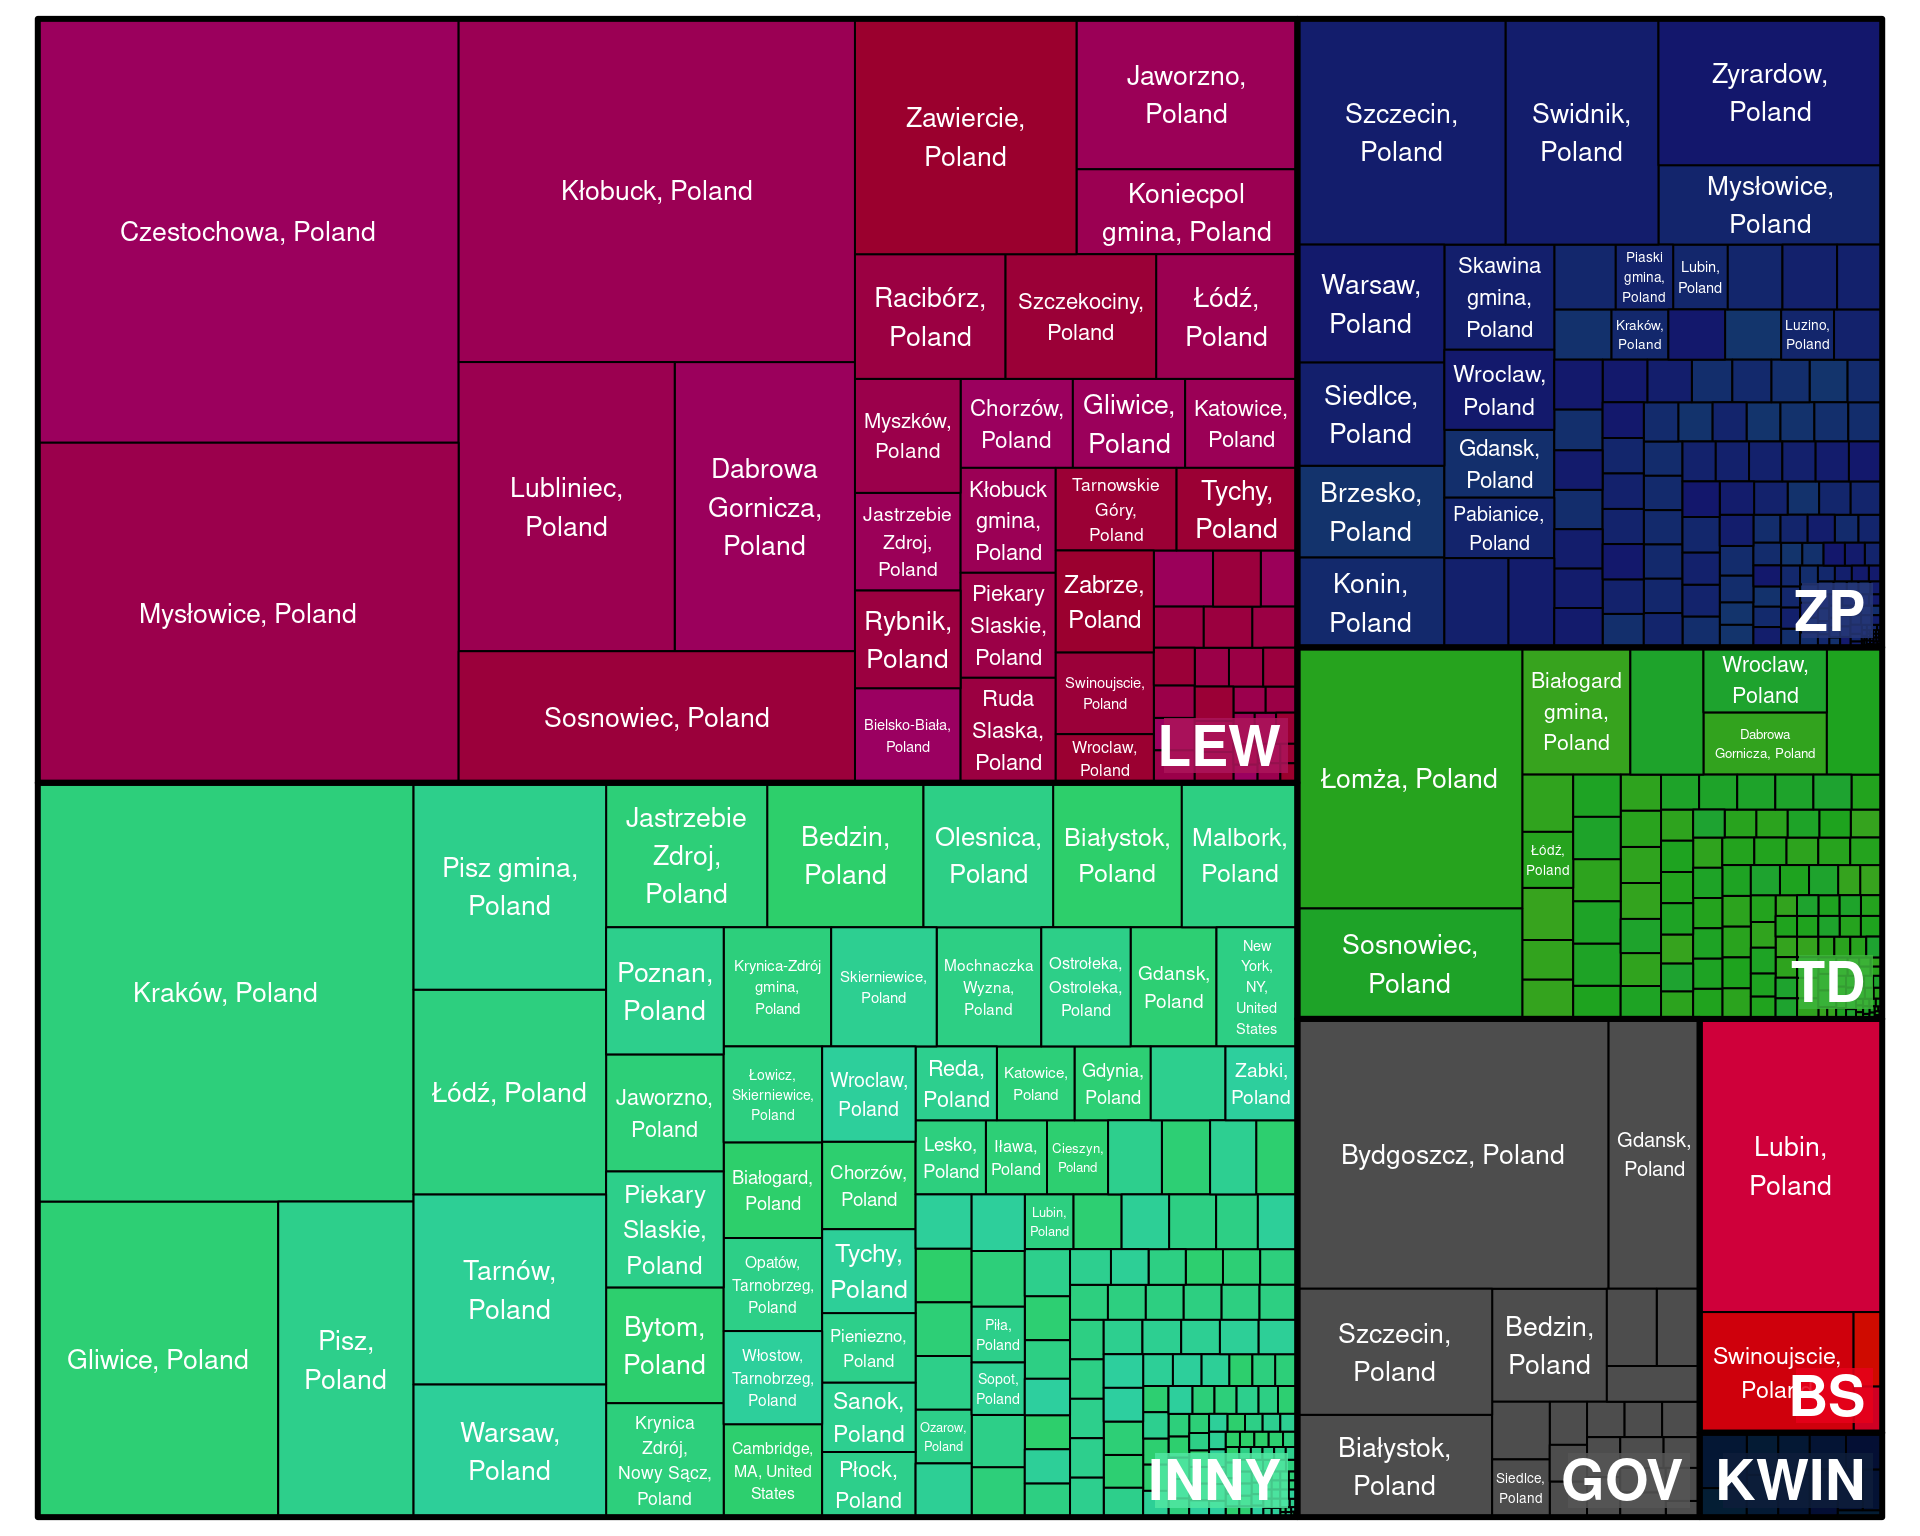 Czestochowa, Poland
Mysłowice, Poland
Kłobuck, Poland
Lubliniec,
Poland
Dabrowa
Gornicza,
Poland
Sosnowiec, Poland
Zawiercie,
Poland
Jaworzno,
Poland
Koniecpol
gmina, Poland
Racibórz,
Poland
Szczekociny,
Poland
Łódź,
Poland
Myszków,
Poland
Jastrzebie
Zdroj,
Poland
Rybnik,
Poland
Bielsko-Biała,
Poland
Chorzów,
Poland
Gliwice,
Poland
Katowice,
Poland
Kłobuck
gmina,
Poland
Piekary
Slaskie,
Poland
Ruda
Slaska,
Poland
Tarnowskie
Góry,
Poland
Tychy,
Poland
Zabrze,
Poland
Swinoujscie,
Poland
Wroclaw,
Poland
LEW
Szczecin,
Poland
Swidnik,
Poland
Zyrardow,
Poland
Mysłowice,
Poland
Warsaw,
Poland
Siedlce,
Poland
Brzesko,
Poland
Konin,
Poland
Skawina
gmina,
Poland
Wroclaw,
Poland
Gdansk,
Poland
Pabianice,
Poland
Piaski
gmina,
Poland
Lubin,
Poland
Kraków,
Poland
Luzino,
Poland
ZP
Łomża, Poland
Sosnowiec,
Poland
Białogard
gmina,
Poland
Wroclaw,
Poland
Dabrowa
Gornicza, Poland
Łódź,
Poland
TD
Kraków, Poland
Gliwice, Poland
Pisz,
Poland
Pisz gmina,
Poland
Łódź, Poland
Tarnów,
Poland
Warsaw,
Poland
Jastrzebie
Zdroj,
Poland
Bedzin,
Poland
Olesnica,
Poland
Białystok,
Poland
Malbork,
Poland
Poznan,
Poland
Jaworzno,
Poland
Piekary
Slaskie,
Poland
Bytom,
Poland
Krynica
Zdrój,
Nowy Sącz,
Poland
Krynica-Zdrój
gmina,
Poland
Skierniewice,
Poland
Mochnaczka
Wyzna,
Poland
Ostrołeka,
Ostroleka,
Poland
Gdansk,
Poland
New
York,
NY,
United
States
Łowicz,
Skierniewice,
Poland
Białogard,
Poland
Opatów,
Tarnobrzeg,
Poland
Włostow,
Tarnobrzeg,
Poland
Cambridge,
MA, United
States
Wroclaw,
Poland
Chorzów,
Poland
Tychy,
Poland
Pieniezno,
Poland
Sanok,
Poland
Płock,
Poland
Reda,
Poland
Katowice,
Poland
Gdynia,
Poland
Zabki,
Poland
Lesko,
Poland
Iława,
Poland
Cieszyn,
Poland
Lubin,
Poland
Piła,
Poland
Sopot,
Poland
Ozarow,
Poland
INNY
Bydgoszcz, Poland
Gdansk,
Poland
Szczecin,
Poland
Białystok,
Poland
Bedzin,
Poland
Siedlce,
Poland
GOV
Lubin,
Poland
Swinoujscie,
Poland
BS
KWIN